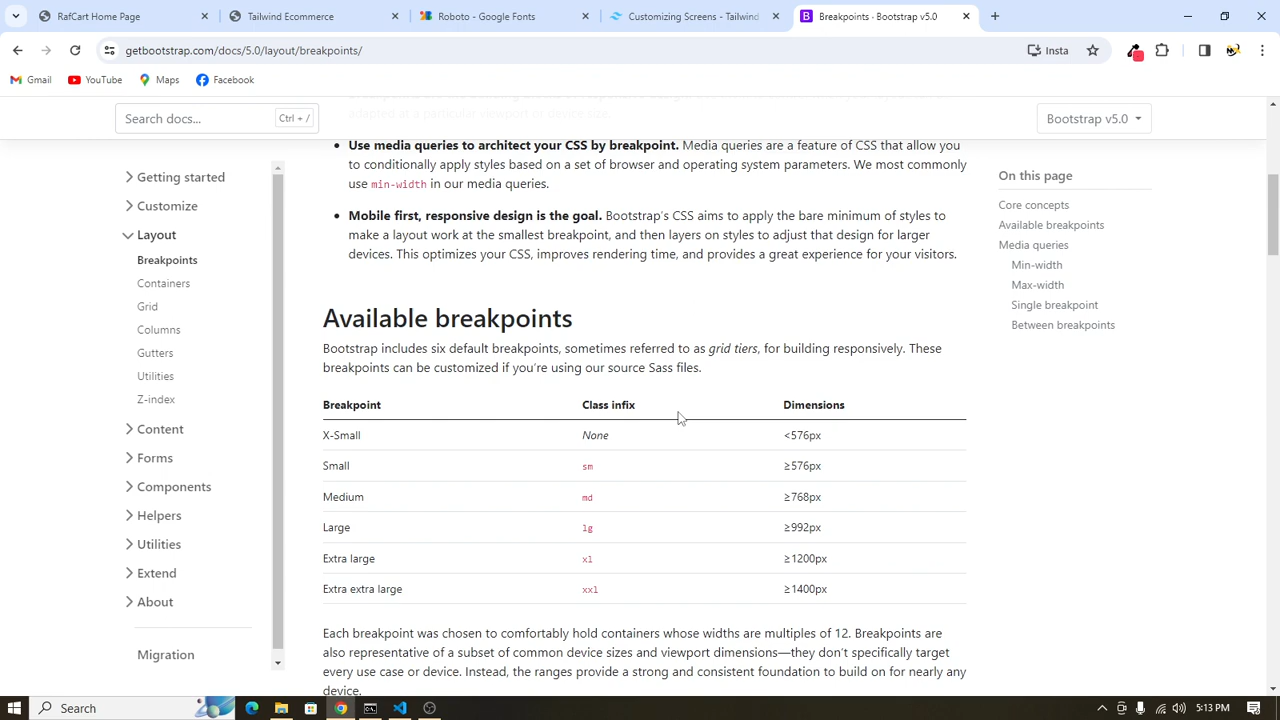 RafCart Home Page
Tailwind Ecommerce
Roboto - Google Fonts
Customizing Screens - Tailwind
Breakpoints · Bootstrap v5.0
getbootstrap.com/docs/5.0/layout/breakpoints/
Insta
Gmail
YouTube
Maps
Facebook
Search docs...
Ctrl + /
Bootstrap v5.0
adapted at a particular viewport or device size.
Use media queries to architect your CSS by breakpoint. Media queries are a feature of CSS that allow you
to conditionally apply styles based on a set of browser and operating system parameters. We most commonly
use min-width in our media queries.
Mobile first, responsive design is the goal. Bootstrap's CSS aims to apply the bare minimum of styles to
make a layout work at the smallest breakpoint, and then layers on styles to adjust that design for larger
devices. This optimizes your CSS, improves rendering time, and provides a great experience for your visitors.
Getting started
Customize
Layout
Breakpoints
Containers
Grid
Columns
Gutters
Utilities
Z-index
Content
Forms
Components
Helpers
Utilities
Extend
About
Migration
Available breakpoints
Bootstrap includes six default breakpoints, sometimes referred to as grid tiers, for building responsively. These
breakpoints can be customized if you're using our source Sass files.
Breakpoint Class infix Dimensions
X-Small None <576px
Small sm ≥576px
Medium md ≥768px
Large lg ≥992px
Extra large xl ≥1200px
Extra extra large xxl ≥1400px
Each breakpoint was chosen to comfortably hold containers whose widths are multiples of 12. Breakpoints are
also representative of a subset of common device sizes and viewport dimensions—they don't specifically target
every use case or device. Instead, the ranges provide a strong and consistent foundation to build on for nearly any
device.
On this page
Core concepts
Available breakpoints
Media queries
Min-width
Max-width
Single breakpoint
Between breakpoints
Search
5:13 PM